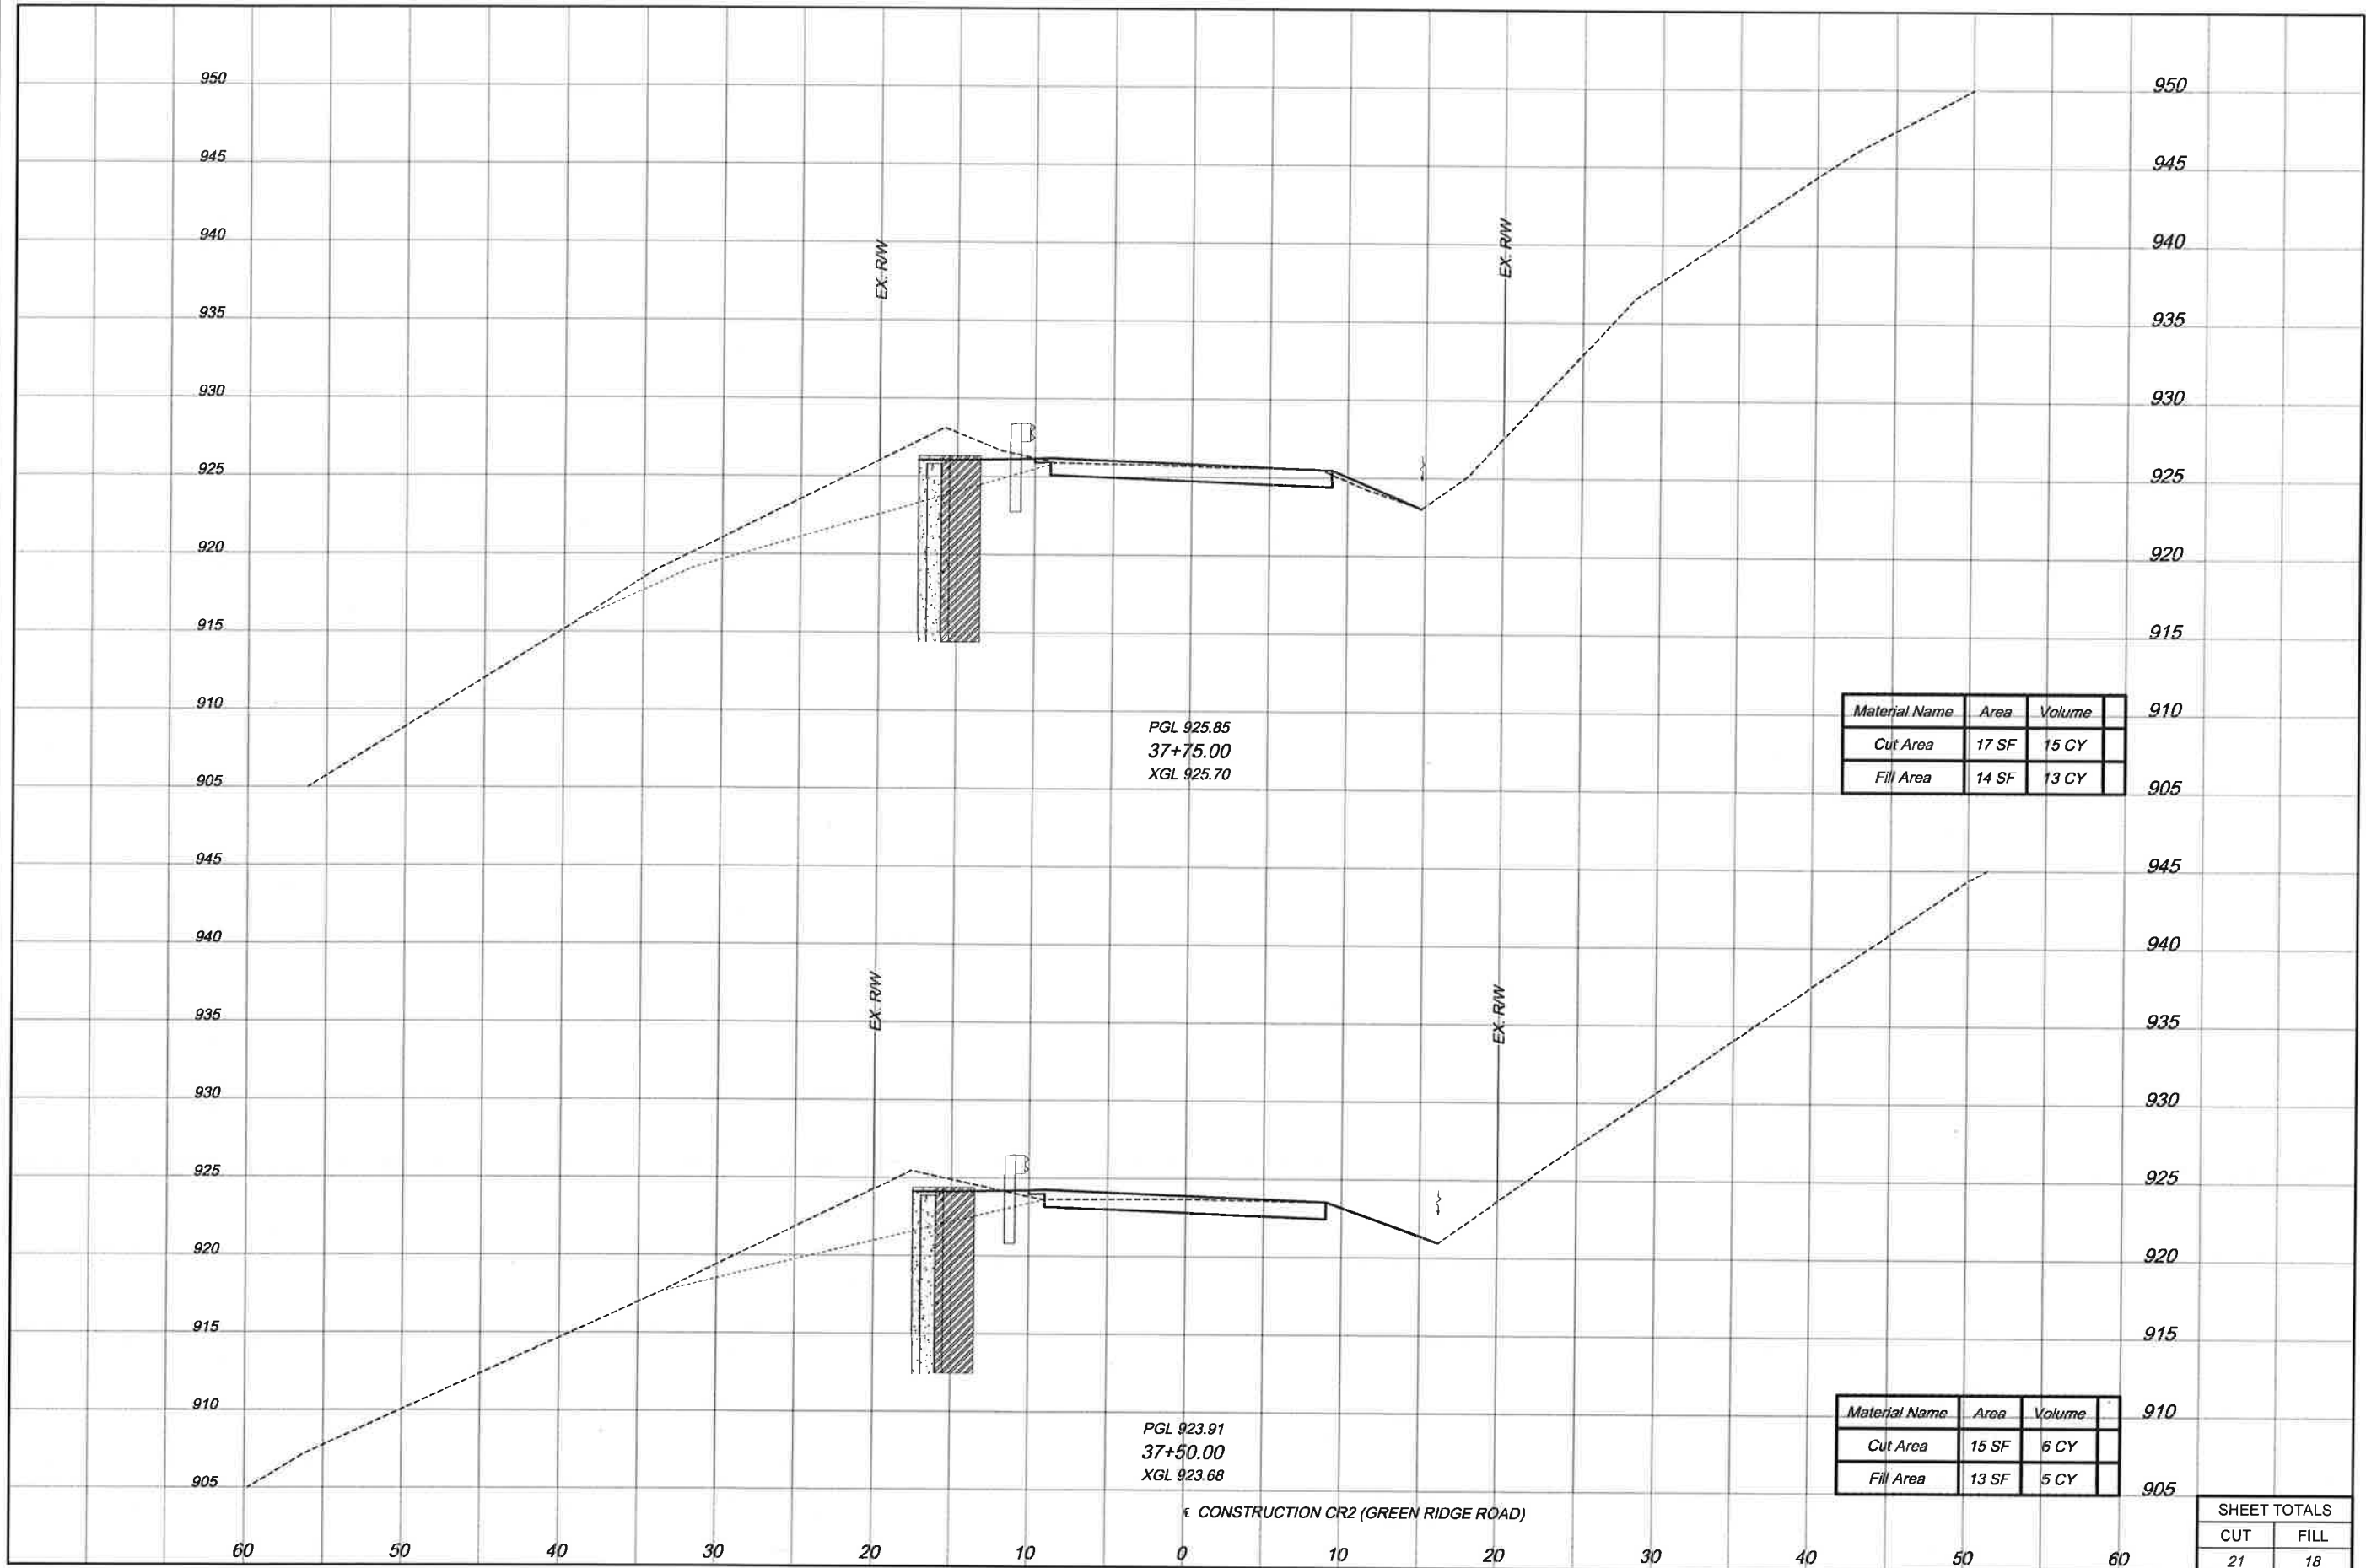 950 950
945 945
940 940
EX. R/W EX. R/W
935 935
930 930
925 925
920 920
915 915
910 910
Material Name Area Volume
Cut Area 17 SF 15 CY
Fill Area 14 SF 13 CY
PGL 925.85
37+75.00
XGL 925.70
905 905
945 945
940 940
EX. R/W EX. R/W
935 935
930 930
925 925
920 920
915 915
910 910
Material Name Area Volume
Cut Area 15 SF 6 CY
Fill Area 13 SF 5 CY
PGL 923.91
37+50.00
XGL 923.68
905 905
℄ CONSTRUCTION CR2 (GREEN RIDGE ROAD)
SHEET TOTALS
CUT FILL
21 18
60 50 40 30 20 10 0 10 20 30 40 50 60